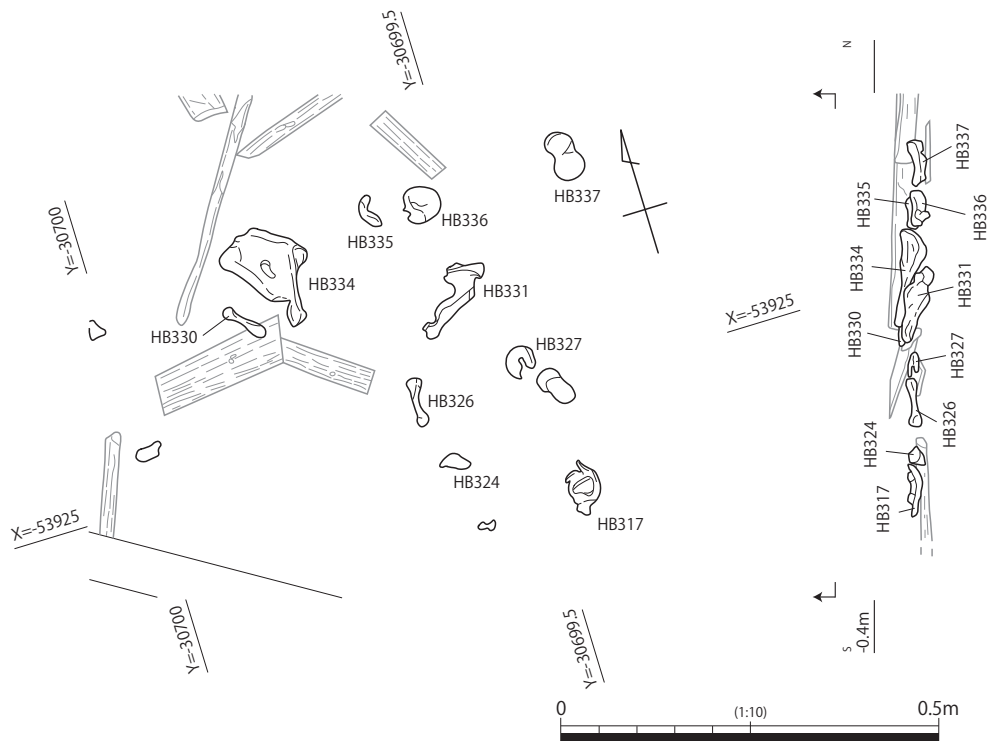 Y=-30699.5
N
HB337
HB337
HB335
HB336
HB335
HB336
Y=-30700
HB334
HB334
HB331
HB331
X=-53925
HB330
HB330
HB327
HB327
HB326
HB326
HB324
HB324
HB317
HB317
X=-53925
Y=-30700
Y=-30699.5
S
-0.4m
0
(1:10)
0.5m